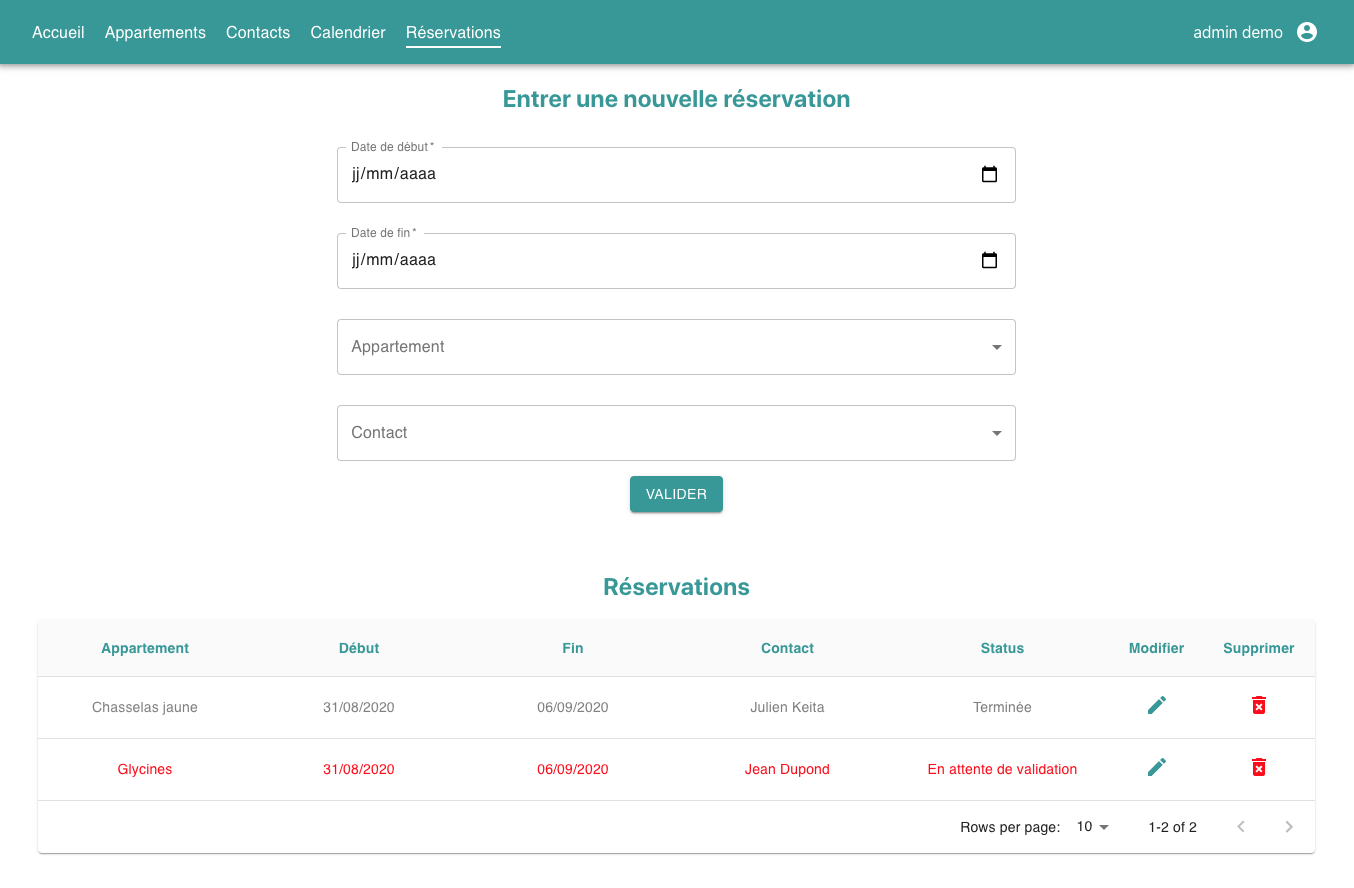 Accueil Appartements Contacts Calendrier Réservations admin demo
Entrer une nouvelle réservation
Date de début *
jj/mm/aaaa
Date de fin *
jj/mm/aaaa
Appartement
Contact
VALIDER
Réservations
Appartement Début Fin Contact Status Modifier Supprimer
Chasselas jaune 31/08/2020 06/09/2020 Julien Keita Terminée
Glycines 31/08/2020 06/09/2020 Jean Dupond En attente de validation
Rows per page: 10 1-2 of 2